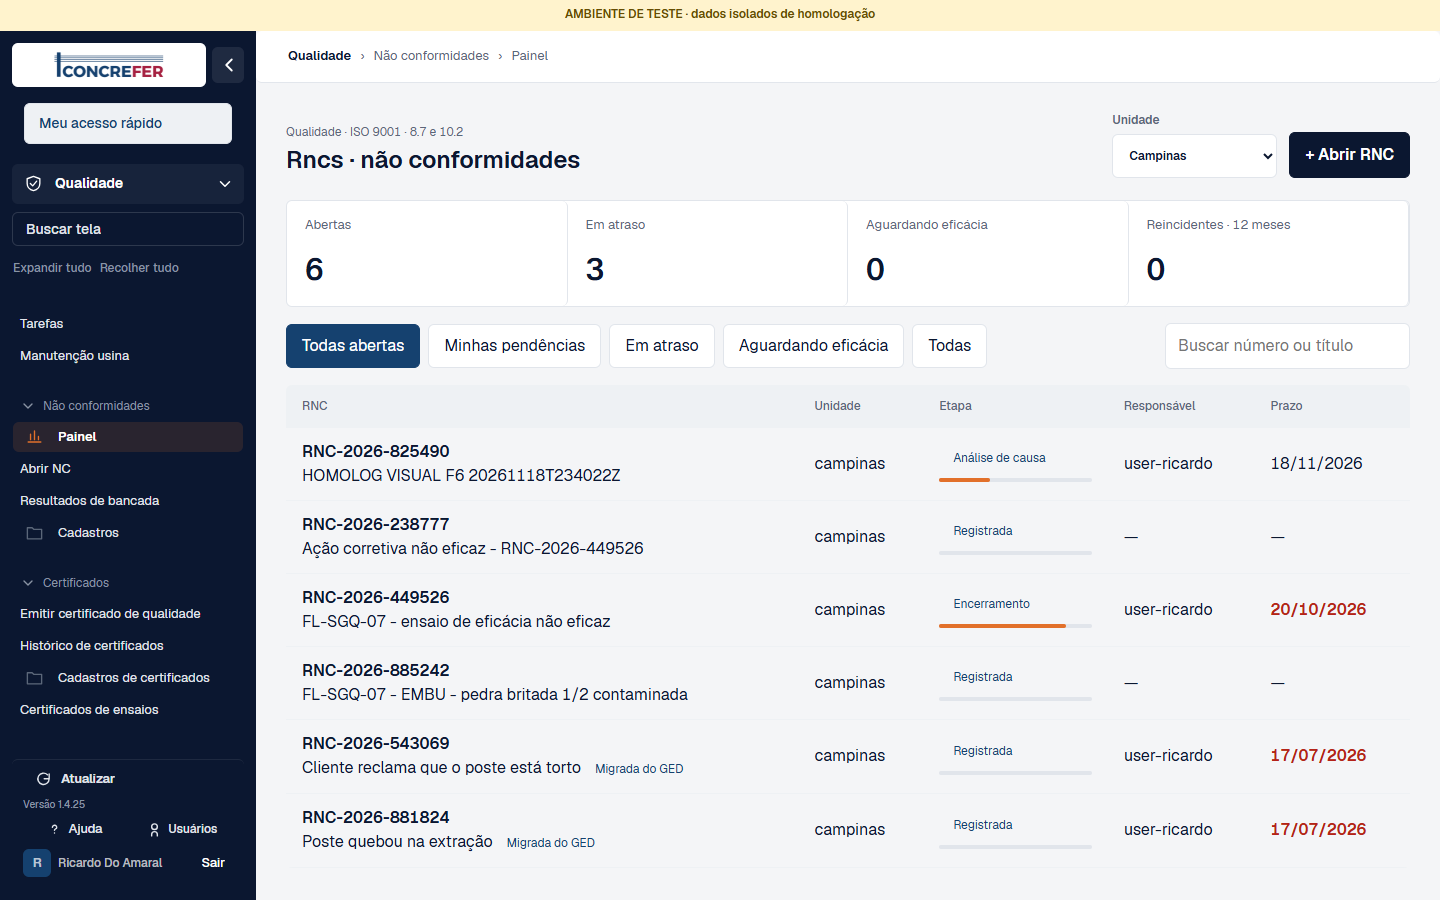 AMBIENTE DE TESTE · dados isolados de homologação
CONCREFER
Meu acesso rápido
Qualidade
Buscar tela
Expandir tudo Recolher tudo
Tarefas
Manutenção usina
Não conformidades
Painel
Abrir NC
Resultados de bancada
Cadastros
Certificados
Emitir certificado de qualidade
Histórico de certificados
Cadastros de certificados
Certificados de ensaios
Atualizar
Versão 1.4.25
? Ajuda Usuários
R Ricardo Do Amaral Sair
Qualidade › Não conformidades › Painel
Qualidade · ISO 9001 · 8.7 e 10.2
Rncs · não conformidades
Unidade
Campinas
+ Abrir RNC
Abertas
6
Em atraso
3
Aguardando eficácia
0
Reincidentes · 12 meses
0
Todas abertas Minhas pendências Em atraso Aguardando eficácia Todas Buscar número ou título
RNC Unidade Etapa Responsável Prazo
RNC-2026-825490
HOMOLOG VISUAL F6 20261118T234022Z
campinas Análise de causa user-ricardo 18/11/2026
RNC-2026-238777
Ação corretiva não eficaz - RNC-2026-449526
campinas Registrada — —
RNC-2026-449526
FL-SGQ-07 - ensaio de eficácia não eficaz
campinas Encerramento user-ricardo 20/10/2026
RNC-2026-885242
FL-SGQ-07 - EMBU - pedra britada 1/2 contaminada
campinas Registrada — —
RNC-2026-543069
Cliente reclama que o poste está torto Migrada do GED
campinas Registrada user-ricardo 17/07/2026
RNC-2026-881824
Poste quebou na extração Migrada do GED
campinas Registrada user-ricardo 17/07/2026